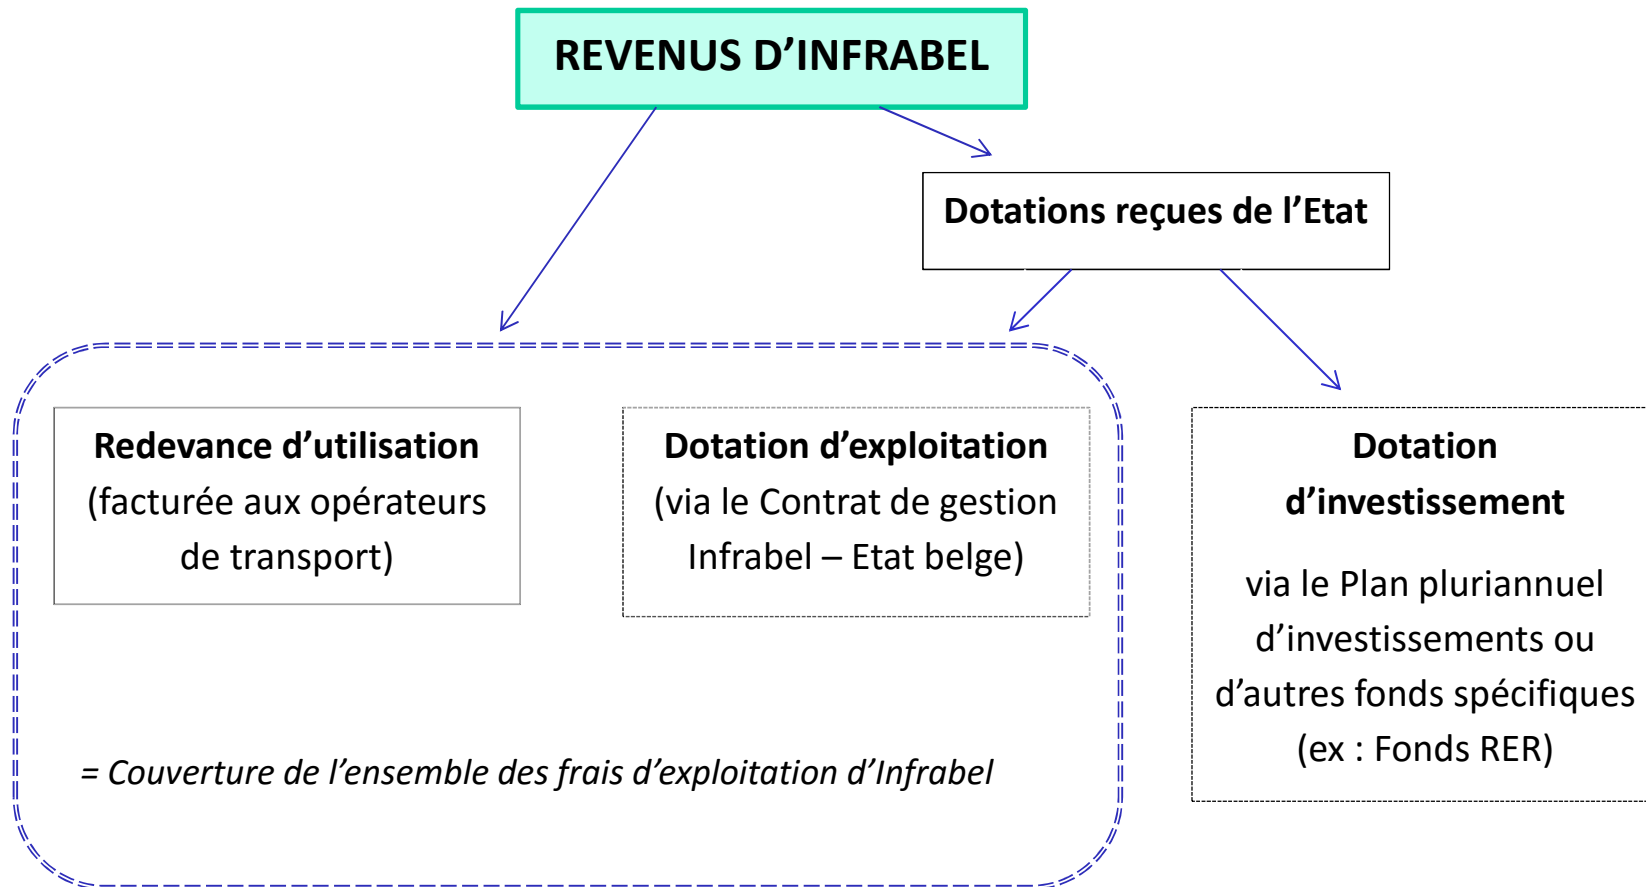 REVENUS D’INFRABEL
Dotations reçues de l’Etat
Redevance d’utilisation
(facturée aux opérateurs
de transport)
Dotation d’exploitation
(via le Contrat de gestion
Infrabel – Etat belge)
Dotation
d’investissement
via le Plan pluriannuel
d’investissements ou
d’autres fonds spécifiques
(ex : Fonds RER)
= Couverture de l’ensemble des frais d’exploitation d’Infrabel